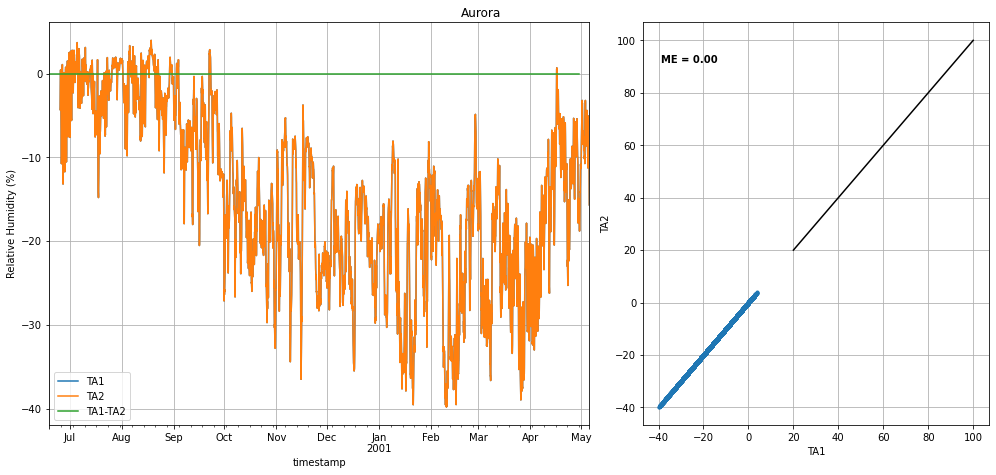 Aurora
Relative Humidity (%)
0
−10
−20
−30
−40
TA1
TA2
TA1-TA2
Jul Aug Sep Oct Nov Dec Jan Feb Mar Apr May
2001
timestamp
ME = 0.00
TA2
100
80
60
40
20
0
−20
−40
−40 −20 0 20 40 60 80 100
TA1